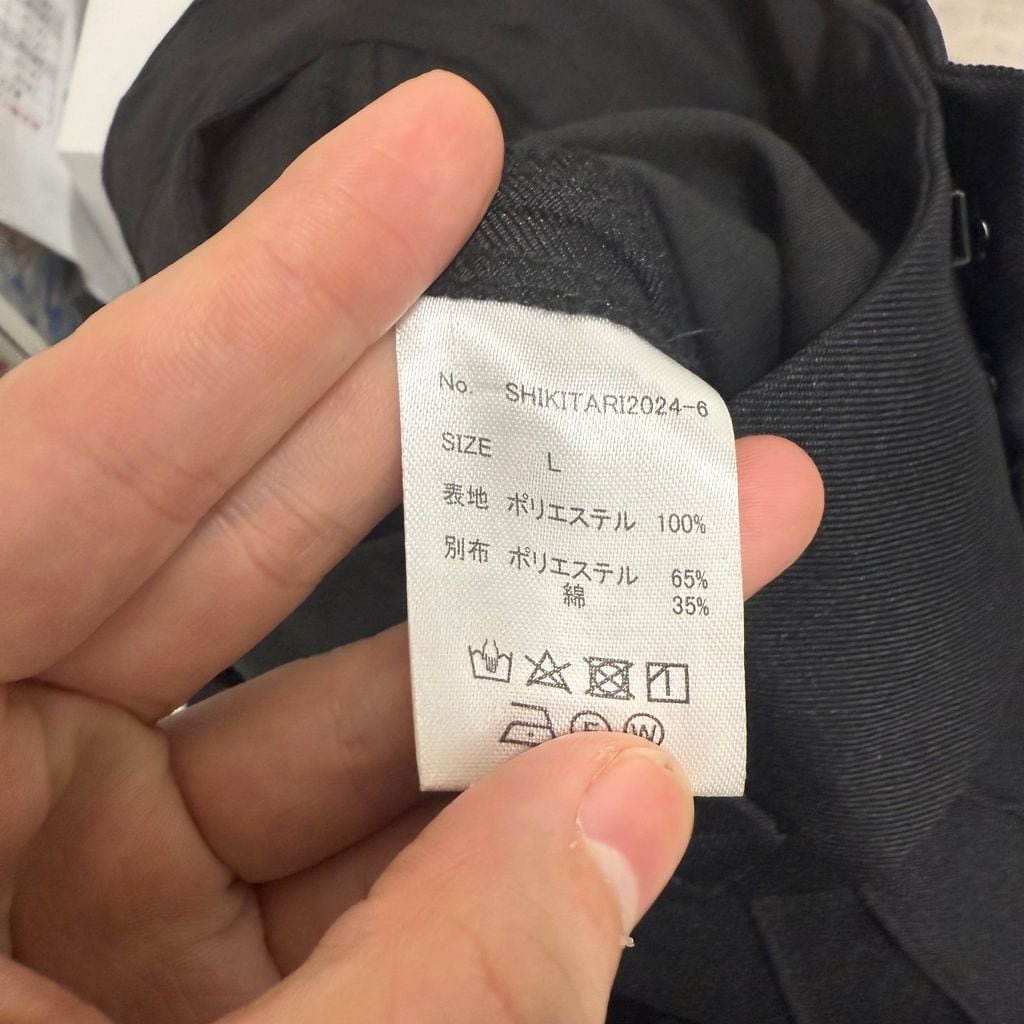 No. SHIKITARI2024-6
SIZE L
表地 ポリエステル 100%
別布 ポリエステル 65%
綿 35%
W